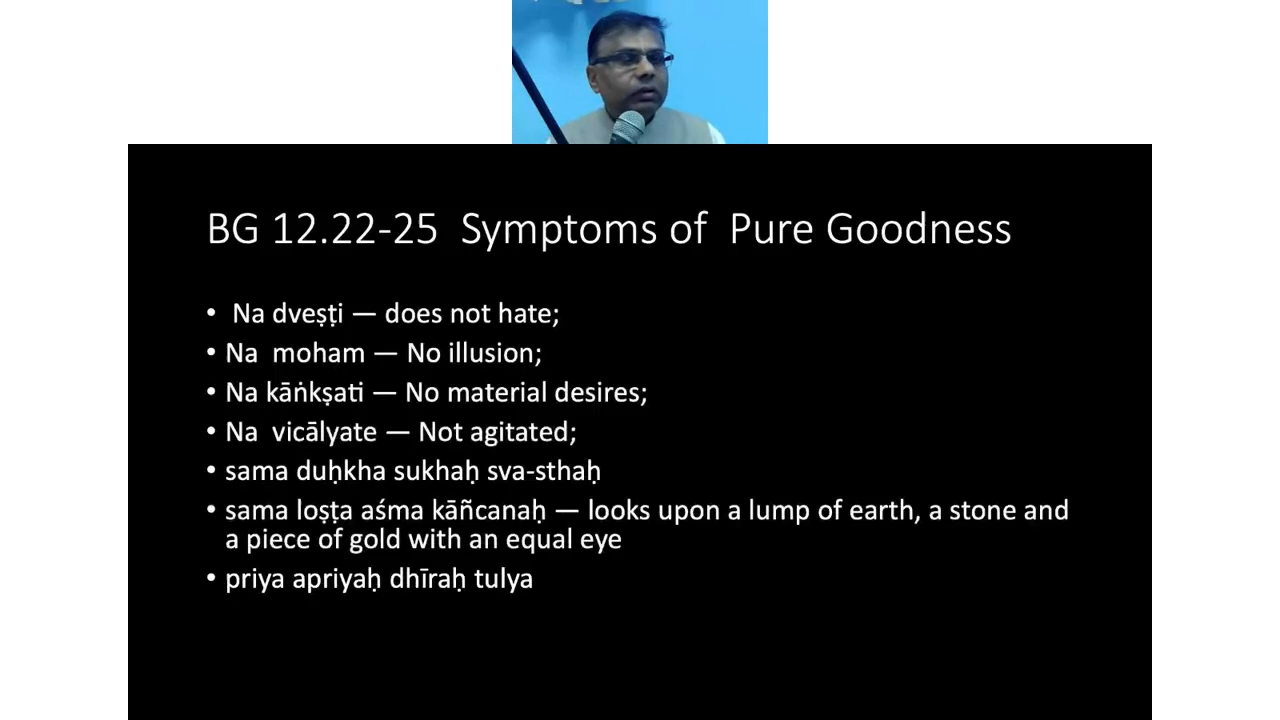 BG 12.22-25 Symptoms of Pure Goodness
• Na dveṣṭi — does not hate;
• Na moham — No illusion;
• Na kāṅkṣati — No material desires;
• Na vicālyate — Not agitated;
• sama duḥkha sukhaḥ sva-sthaḥ
• sama loṣṭa aśma kāñcanaḥ — looks upon a lump of earth, a stone and
a piece of gold with an equal eye
• priya apriyaḥ dhīraḥ tulya